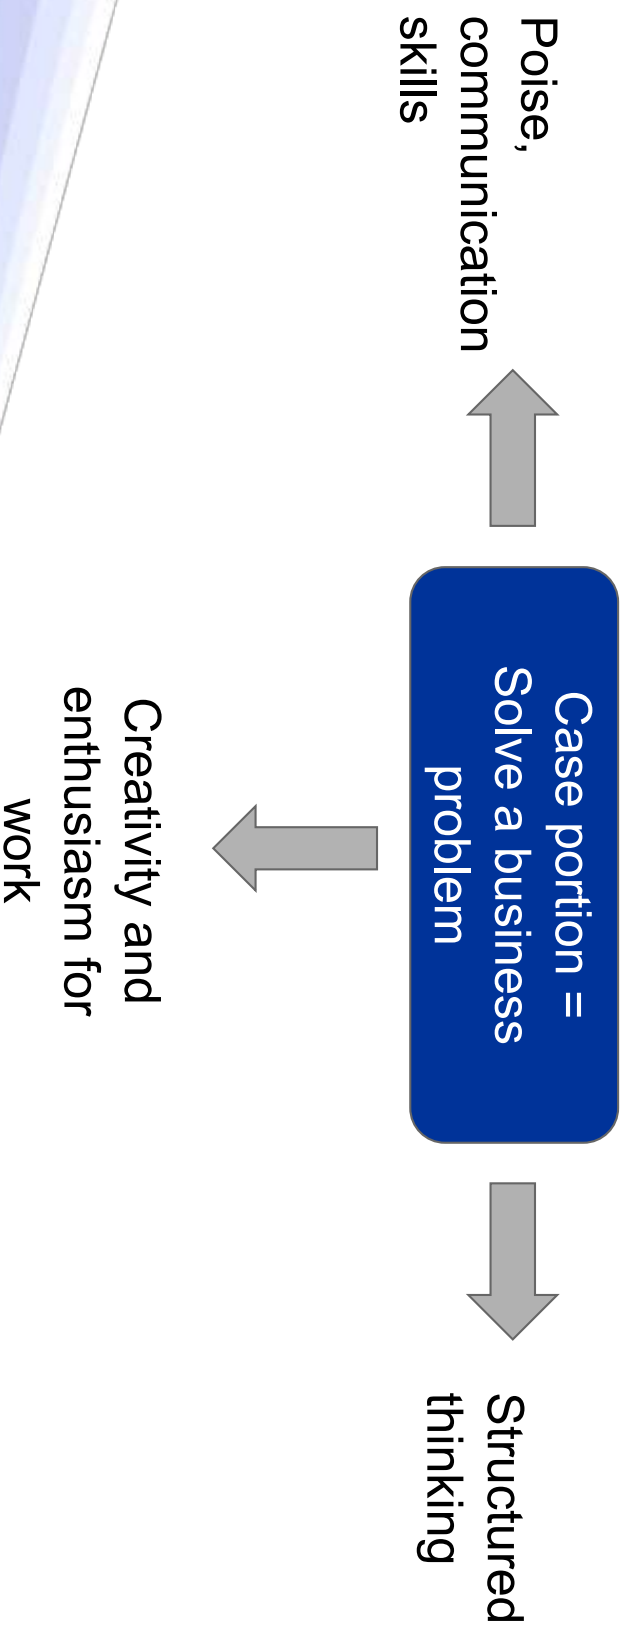 Case portion =
Solve a business
problem
Poise,
communication
skills
Structured
thinking
Creativity and
enthusiasm for
work